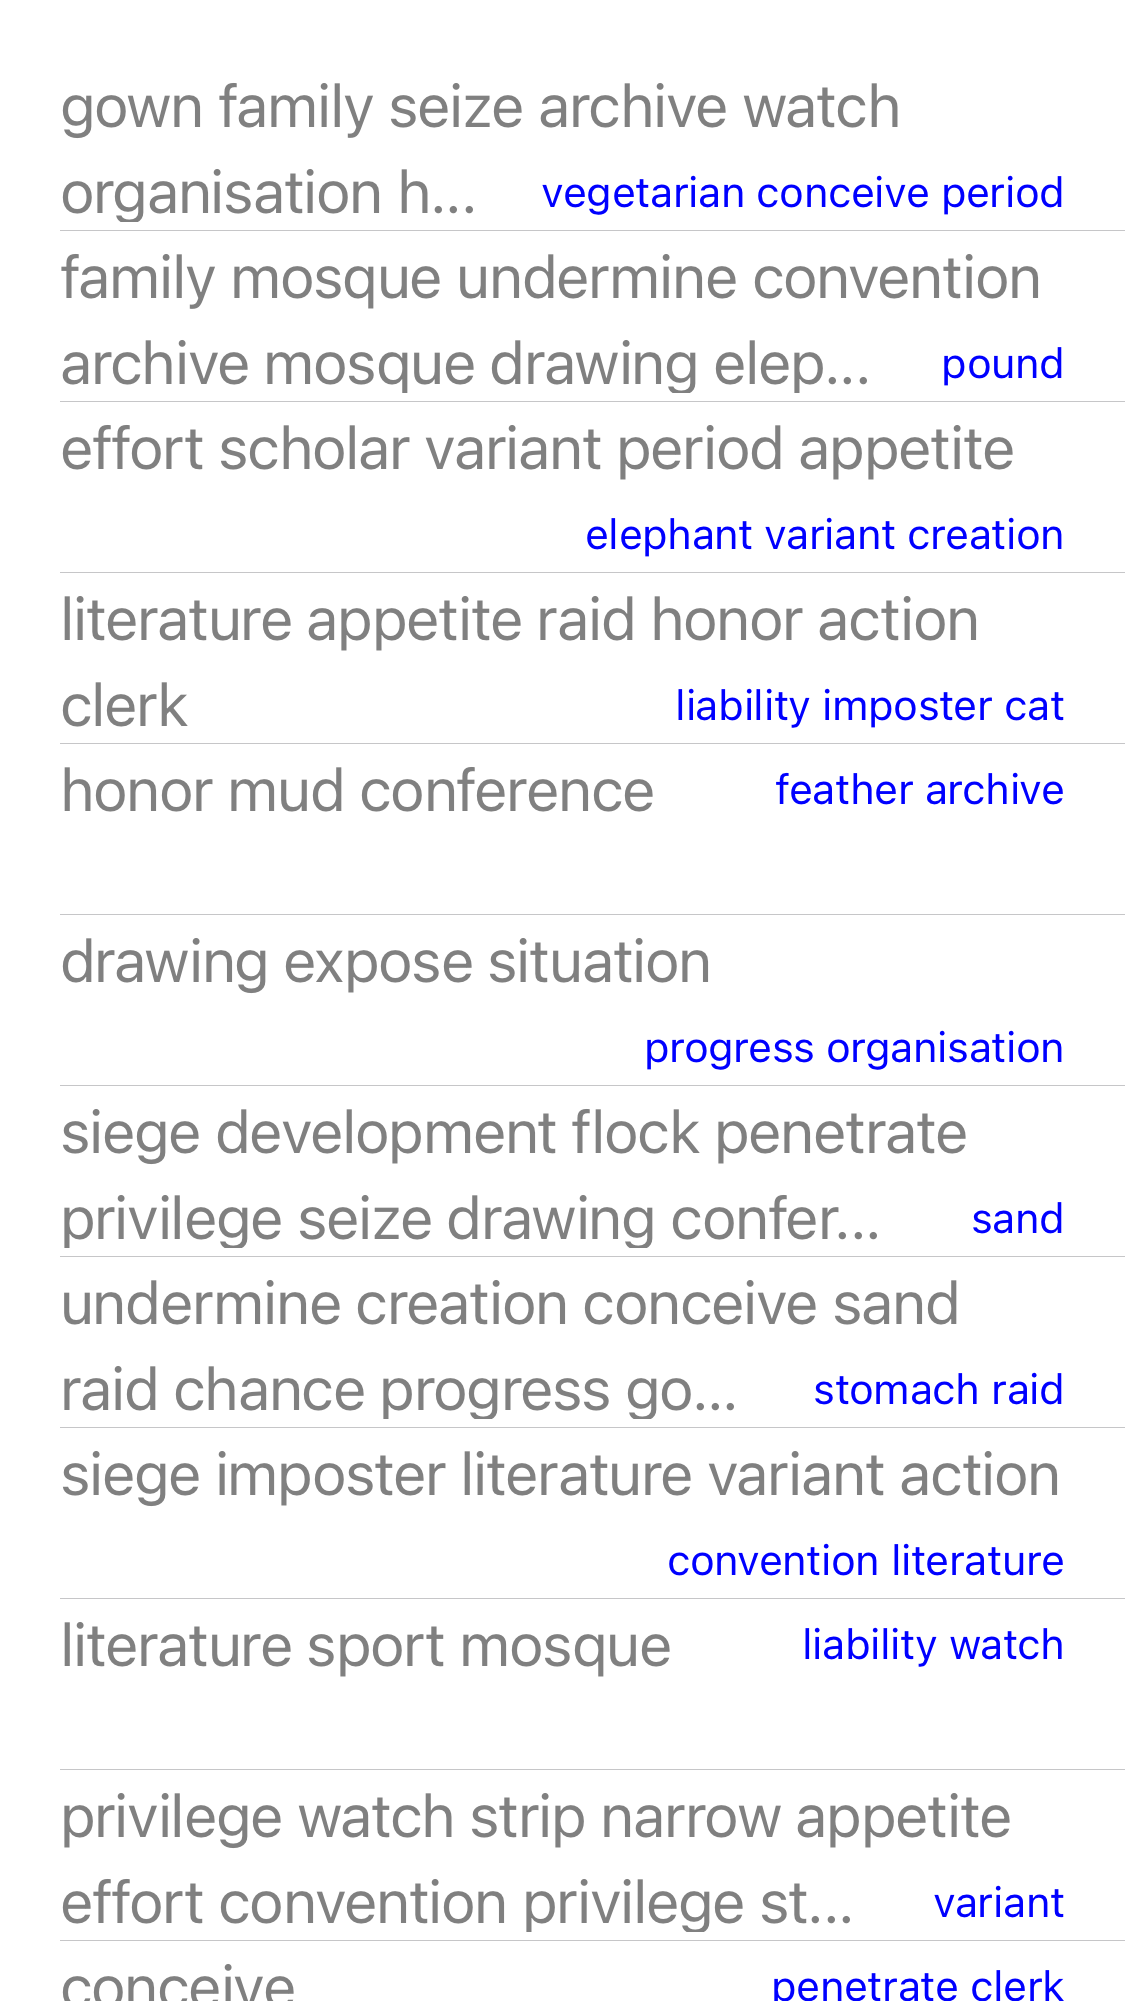 gown family seize archive watch
organisation h... vegetarian conceive period
family mosque undermine convention
archive mosque drawing elep... pound
effort scholar variant period appetite
elephant variant creation
literature appetite raid honor action
clerk liability imposter cat
honor mud conference feather archive
drawing expose situation
progress organisation
siege development flock penetrate
privilege seize drawing confer... sand
undermine creation conceive sand
raid chance progress go... stomach raid
siege imposter literature variant action
convention literature
literature sport mosque liability watch
privilege watch strip narrow appetite
effort convention privilege st... variant
conceive penetrate clerk